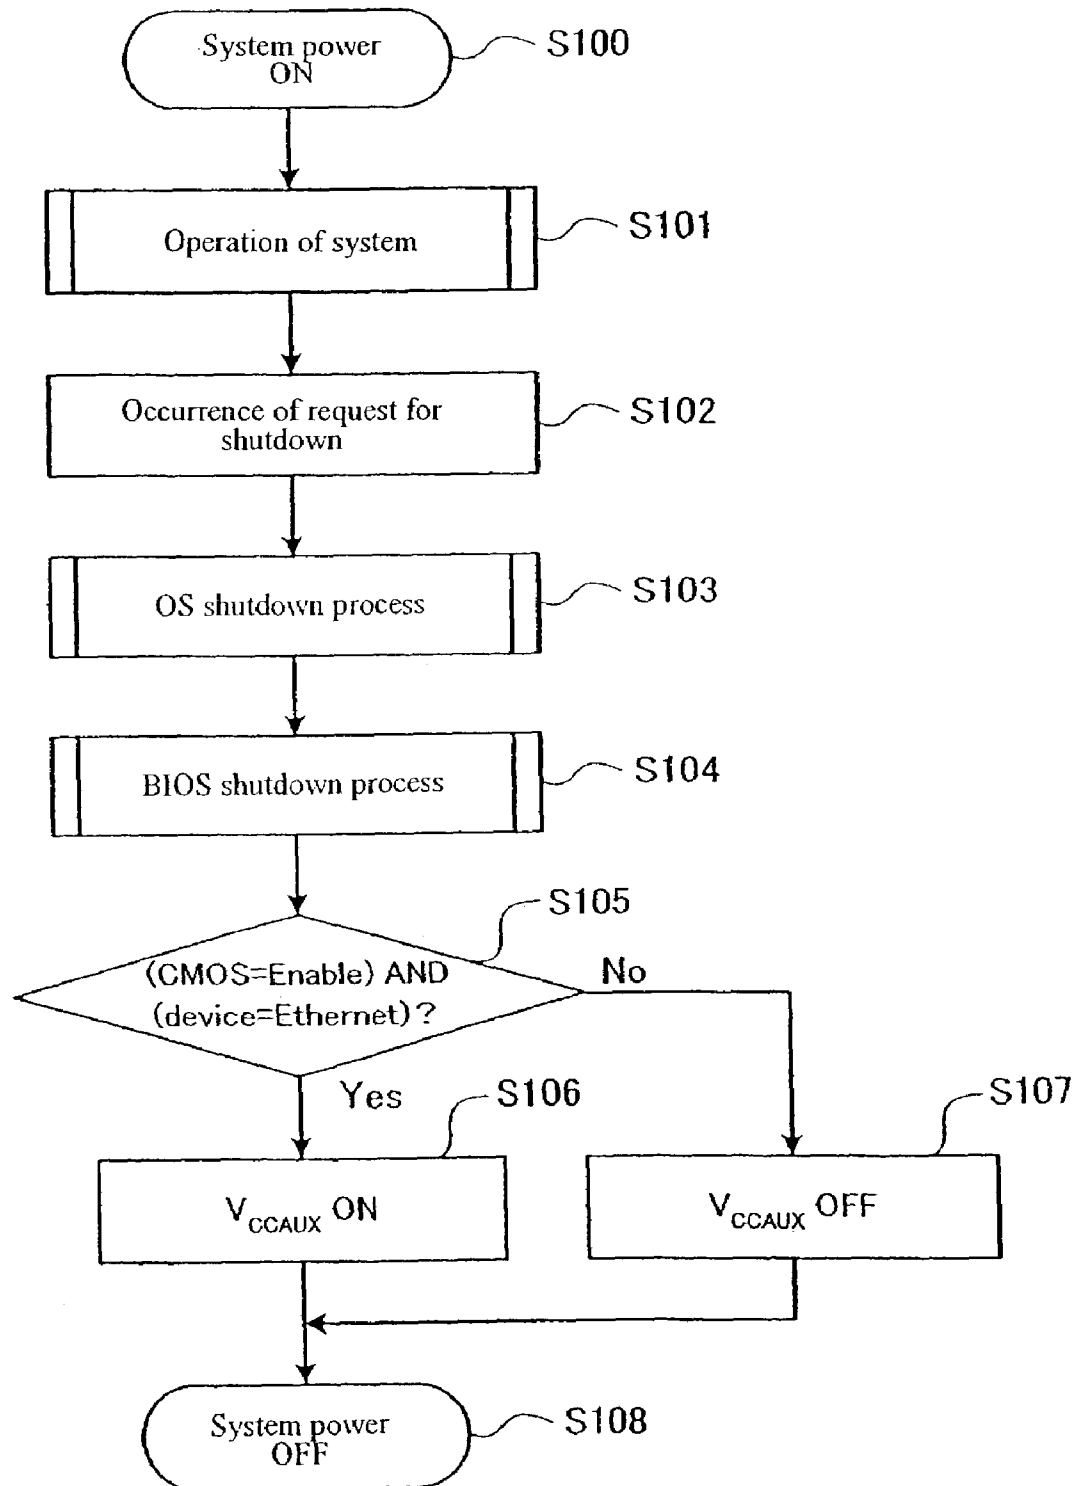 System power
ON
S100
Operation of system
S101
Occurrence of request for
shutdown
S102
OS shutdown process
S103
BIOS shutdown process
S104
(CMOS=Enable) AND
(device=Ethernet)?
S105
No
Yes
S106
S107
VCCAUX ON
VCCAUX OFF
System power
OFF
S108